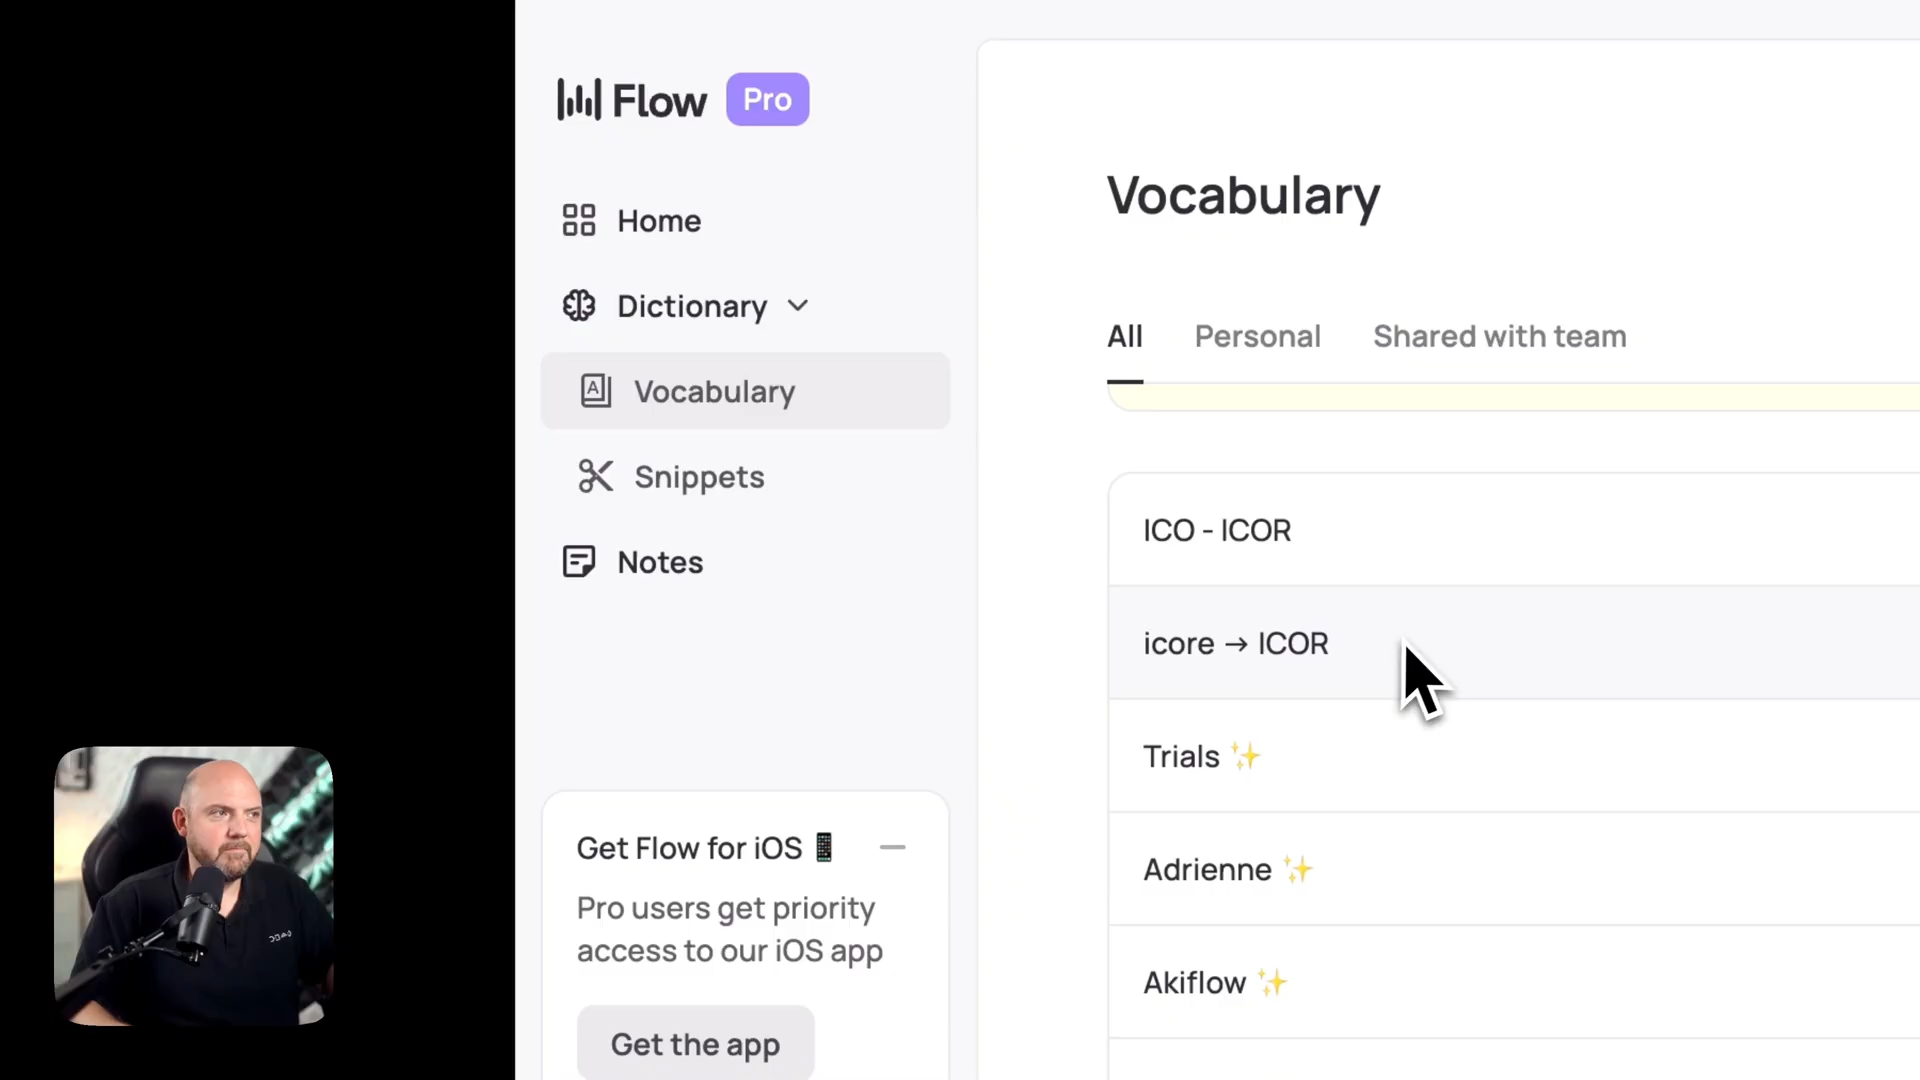 Flow Pro
Home
Dictionary
Vocabulary
Snippets
Notes
Get Flow for iOS
Pro users get priority
access to our iOS app
Get the app
Vocabulary
All Personal Shared with team
ICO - ICOR
icore → ICOR
Trials ✨
Adrienne ✨
Akiflow ✨